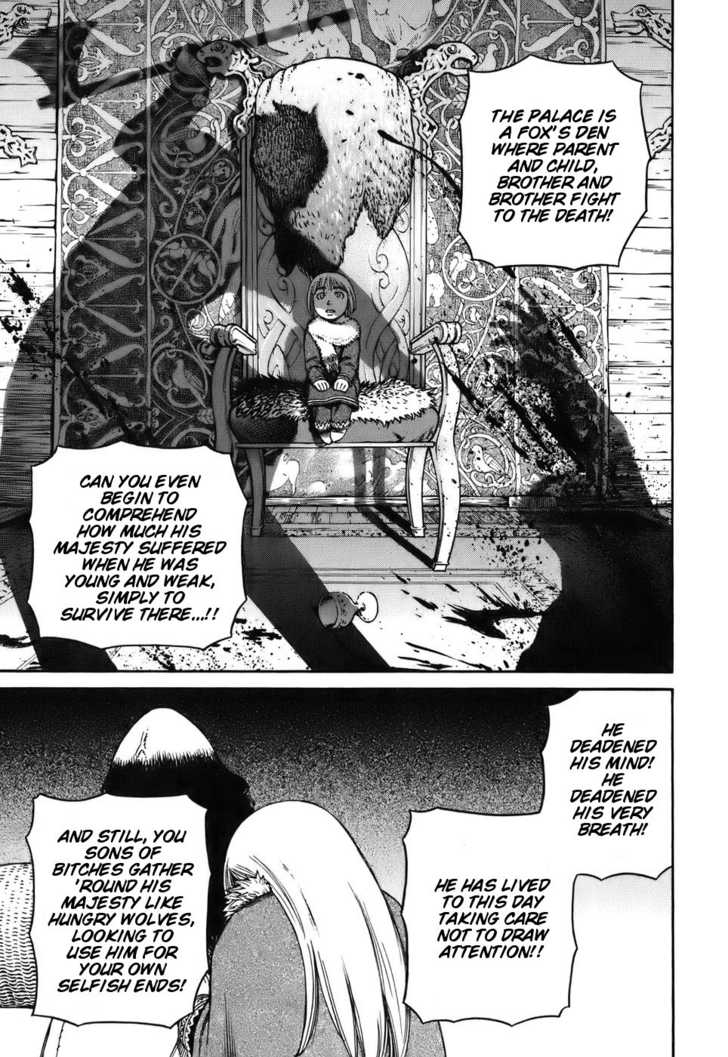 THE PALACE IS
A FOX'S DEN
WHERE PARENT
AND CHILD,
BROTHER AND
BROTHER FIGHT
TO THE DEATH!
CAN YOU EVEN
BEGIN TO
COMPREHEND
HOW MUCH HIS
MAJESTY SUFFERED
WHEN HE WAS
YOUNG AND WEAK,
SIMPLY TO
SURVIVE THERE...!!
HE
DEADENED
HIS MIND!
HE
DEADENED
HIS VERY
BREATH!
HE HAS LIVED
TO THIS DAY
TAKING CARE
NOT TO DRAW
ATTENTION!!
AND STILL, YOU
SONS OF
BITCHES GATHER
'ROUND HIS
MAJESTY LIKE
HUNGRY WOLVES,
LOOKING TO
USE HIM FOR
YOUR OWN
SELFISH ENDS!